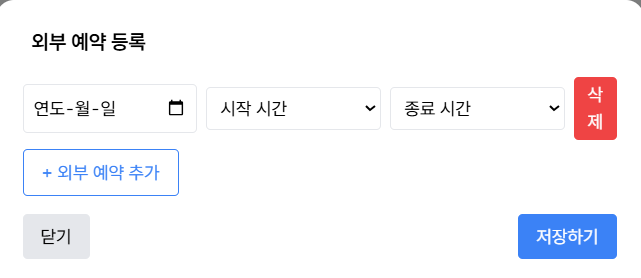 외부 예약 등록
연도-월-일 시작 시간 종료 시간 삭
제
+ 외부 예약 추가
닫기 저장하기